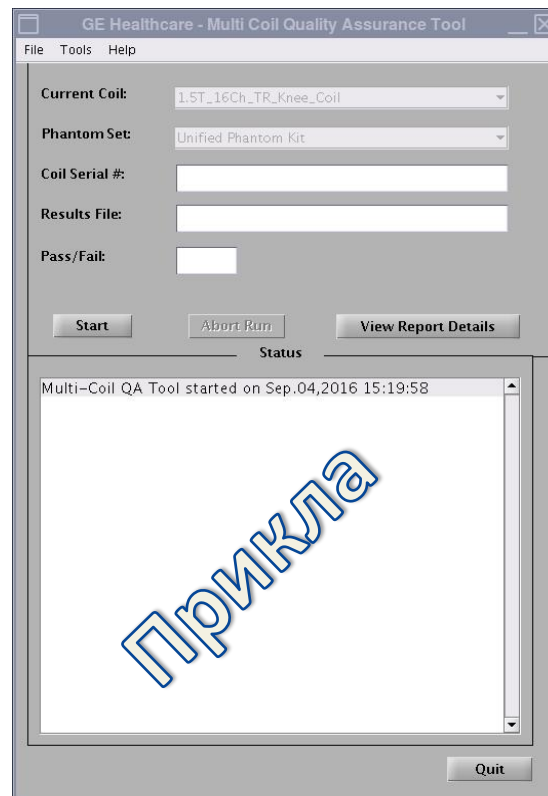 GE Healthcare - Multi Coil Quality Assurance Tool
File Tools Help
Current Coil: 1.5T_16Ch_TR_Knee_Coil
Phantom Set: Unified Phantom Kit
Coil Serial #:
Results File:
Pass/Fail:
Start Abort Run View Report Details
Status
Multi-Coil QA Tool started on Sep.04,2016 15:19:58
Прикла
Quit